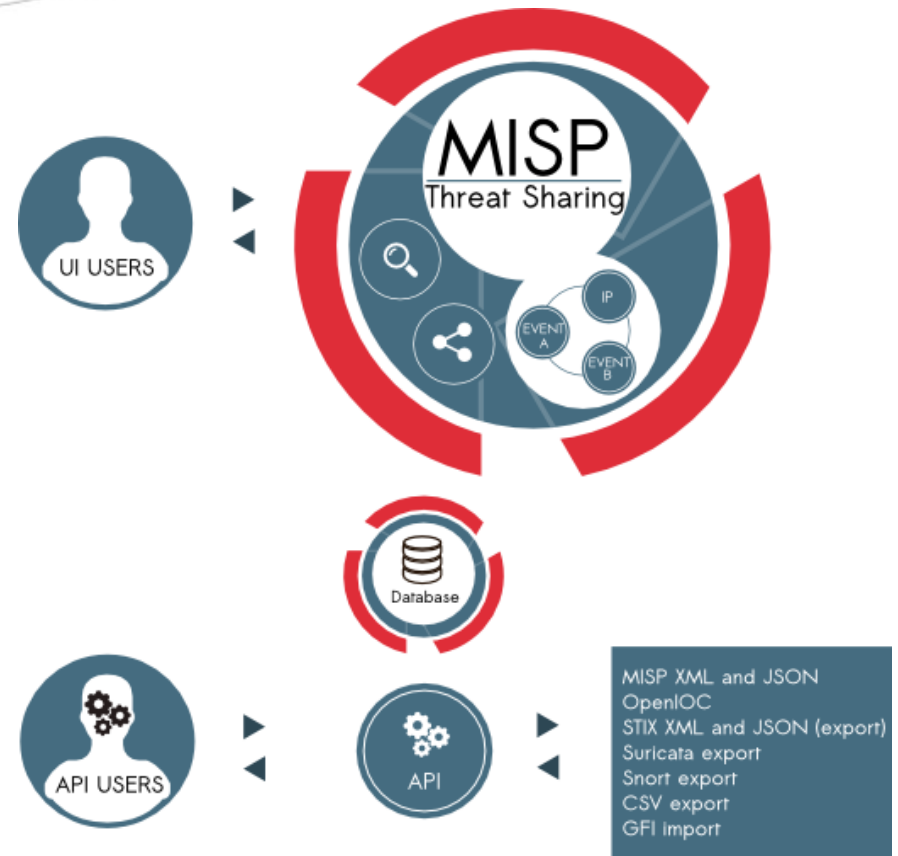 MISP
Threat Sharing
UI USERS
IP
EVENT
A
EVENT
B
Database
API USERS
API
MISP XML and JSON
OpenIOC
STIX XML and JSON (export)
Suricata export
Snort export
CSV export
GFI import